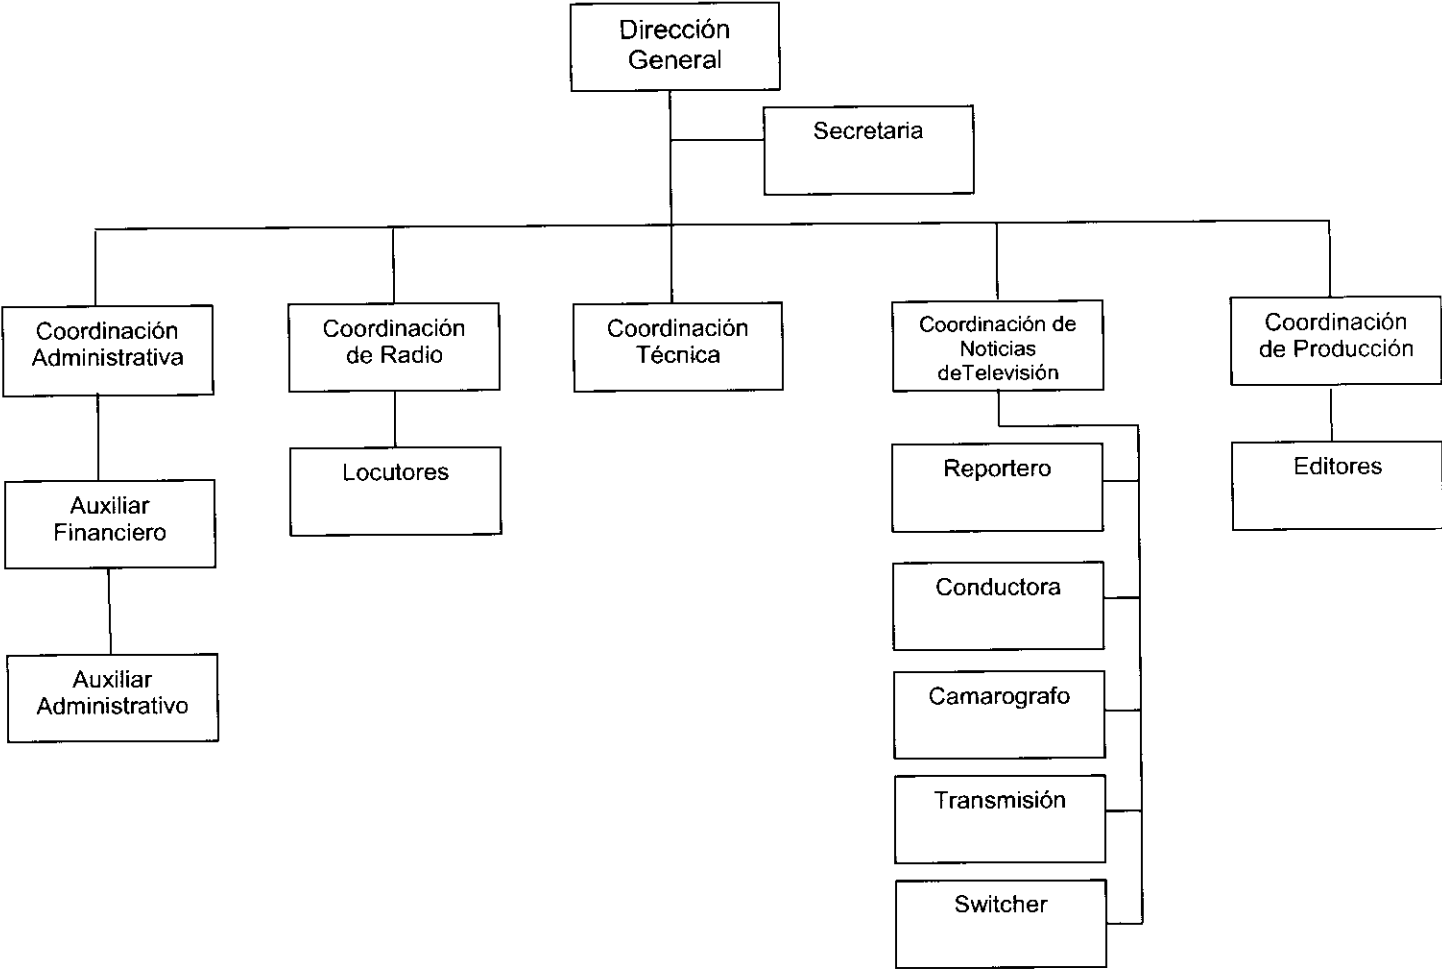 Dirección
General
Secretaria
Coordinación
Administrativa
Coordinación
de Radio
Coordinación
Técnica
Coordinación de
Noticias
deTelevisión
Coordinación
de Producción
Auxiliar
Financiero
Auxiliar
Administrativo
Locutores
Reportero
Conductora
Camarografo
Transmisión
Switcher
Editores